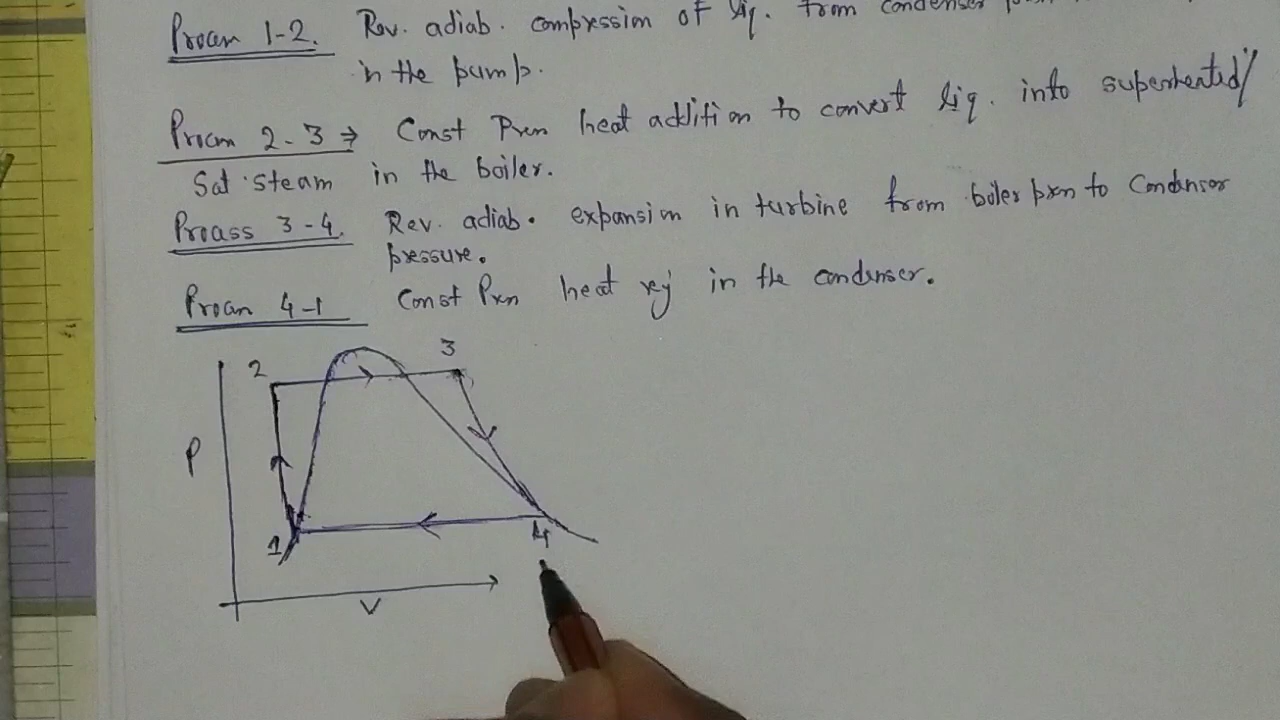 Process 1-2. Rev. adiab. compression of liq. from condenser
in the pump.
Process 2-3 ⇒ Const Pren heat addition to convert liq. into superheated/
Sat steam in the boiler.
Process 3-4. Rev. adiab. expansion in turbine from boiler prn to Condenser
pressure.
Process 4-1 Const Prn heat rej in the condenser.
2 3
P
1 4
V